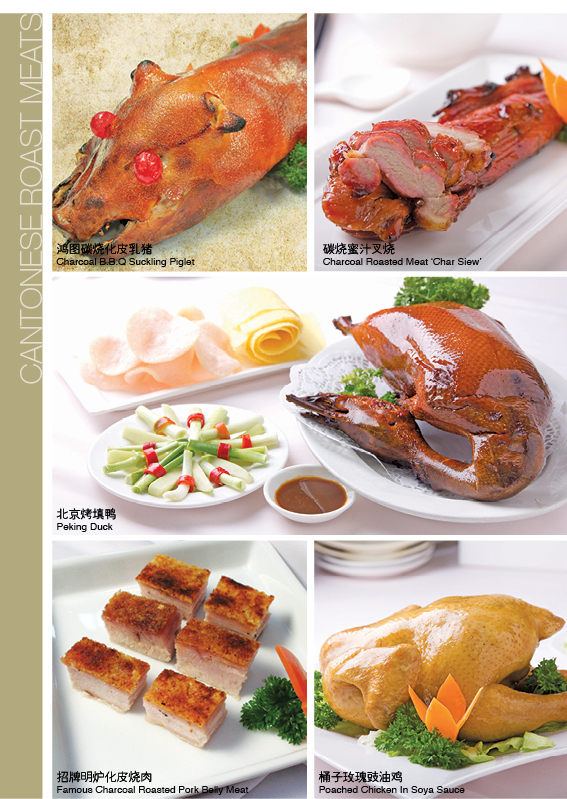 CANTONESE ROAST MEATS
鸿图碳烧化皮乳猪
Charcoal B.B.Q Suckling Piglet
碳烧蜜汁叉烧
Charcoal Roasted Meat 'Char Siew'
北京烤填鸭
Peking Duck
招牌明炉化皮烧肉
Famous Charcoal Roasted Pork Belly Meat
桶子玫瑰豉油鸡
Poached Chicken In Soya Sauce